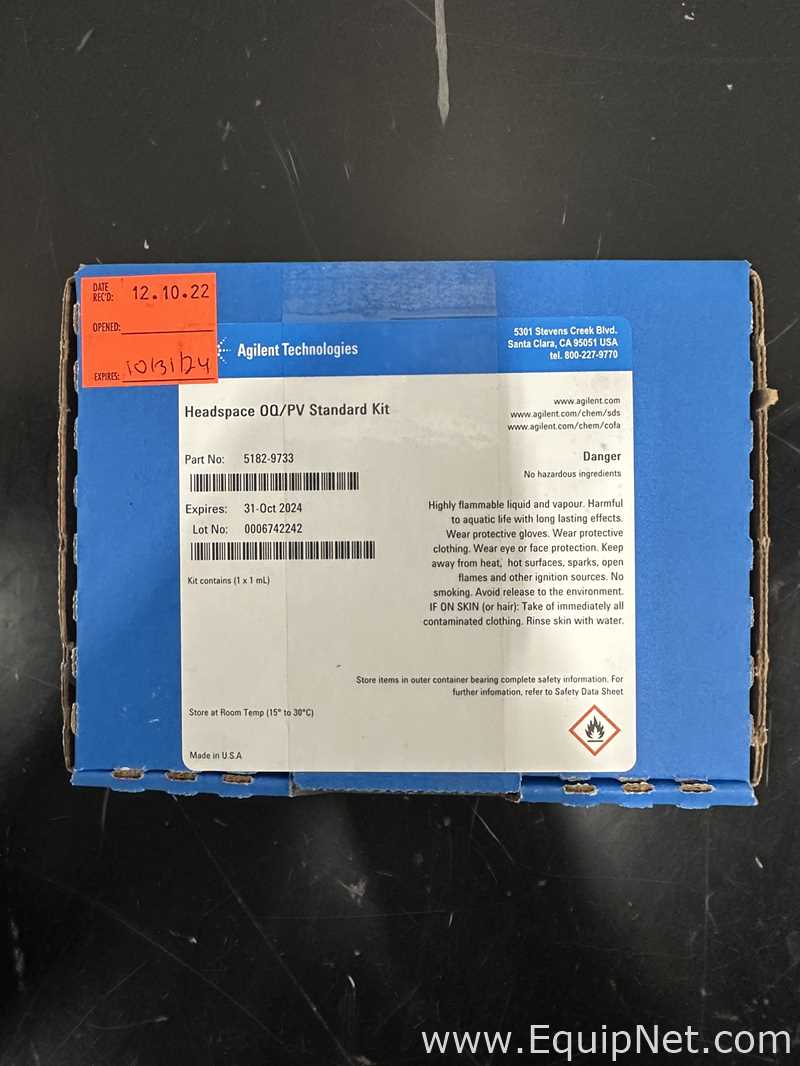 DATE
REC'D: 12.10.22
OPENED:
EXPIRES: 10/31/24
Agilent Technologies
5301 Stevens Creek Blvd.
Santa Clara, CA 95051 USA
tel. 800-227-9770
Headspace OQ/PV Standard Kit
www.agilent.com
www.agilent.com/chem/sds
www.agilent.com/chem/cofa
Part No: 5182-9733
Danger
No hazardous ingredients
Expires: 31-Oct 2024
Lot No: 0006742242
Kit contains (1 x 1 mL)
Highly flammable liquid and vapour. Harmful
to aquatic life with long lasting effects.
Wear protective gloves. Wear protective
clothing. Wear eye or face protection. Keep
away from heat, hot surfaces, sparks, open
flames and other ignition sources. No
smoking. Avoid release to the environment.
IF ON SKIN (or hair): Take of immediately all
contaminated clothing. Rinse skin with water.
Store items in outer container bearing complete safety information. For
further infomation, refer to Safety Data Sheet
Store at Room Temp (15° to 30°C)
Made in U.S.A
www.EquipNet.com